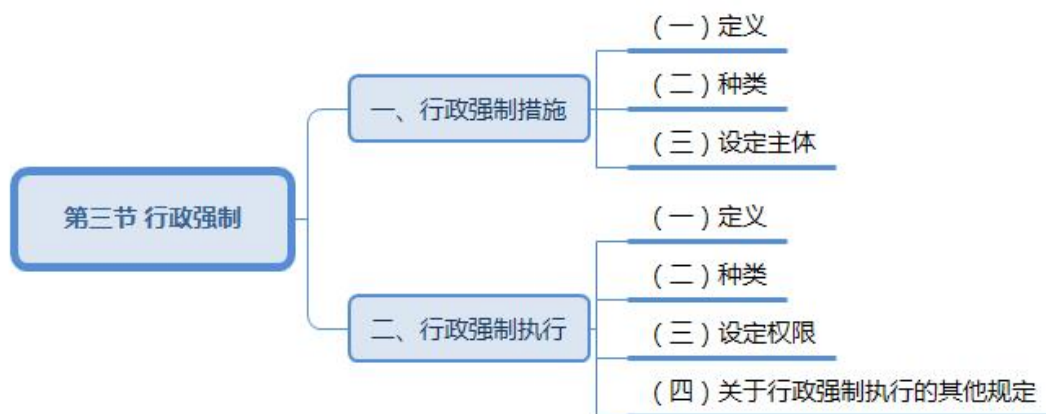 第三节 行政强制
一、行政强制措施
（一）定义
（二）种类
（三）设定主体
二、行政强制执行
（一）定义
（二）种类
（三）设定权限
（四）关于行政强制执行的其他规定